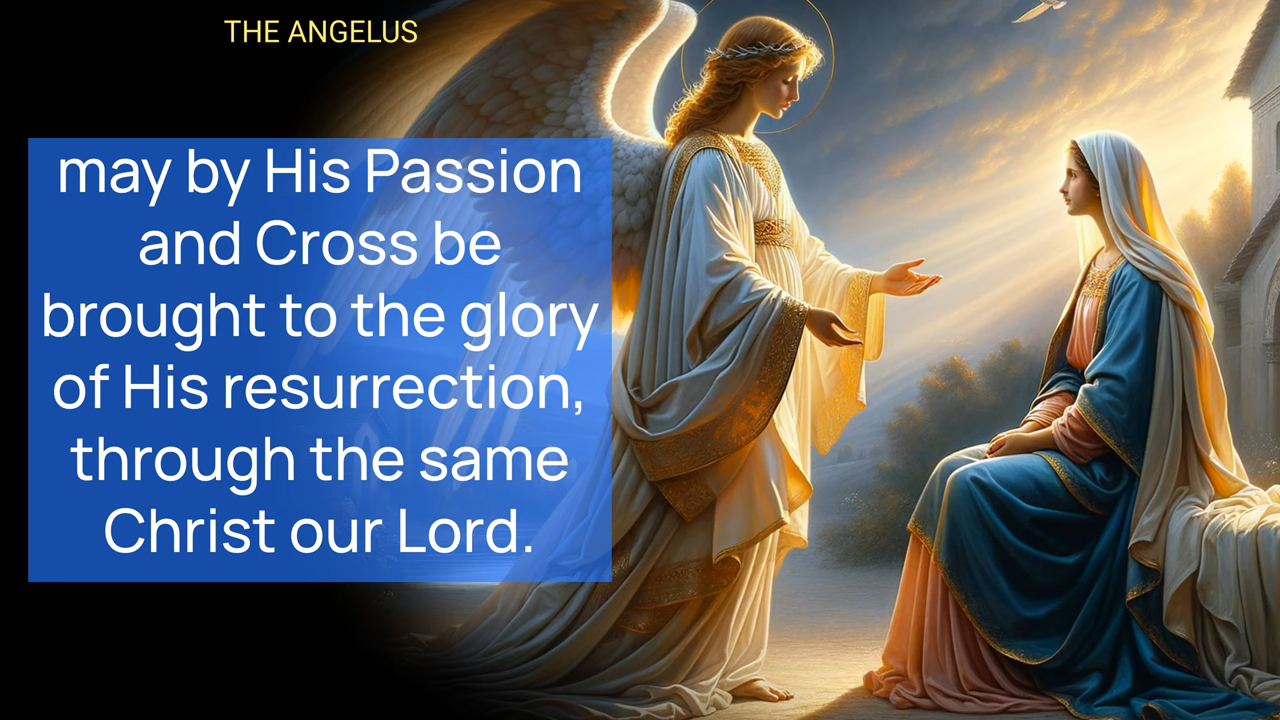 THE ANGELUS
may by His Passion
and Cross be
brought to the glory
of His resurrection,
through the same
Christ our Lord.